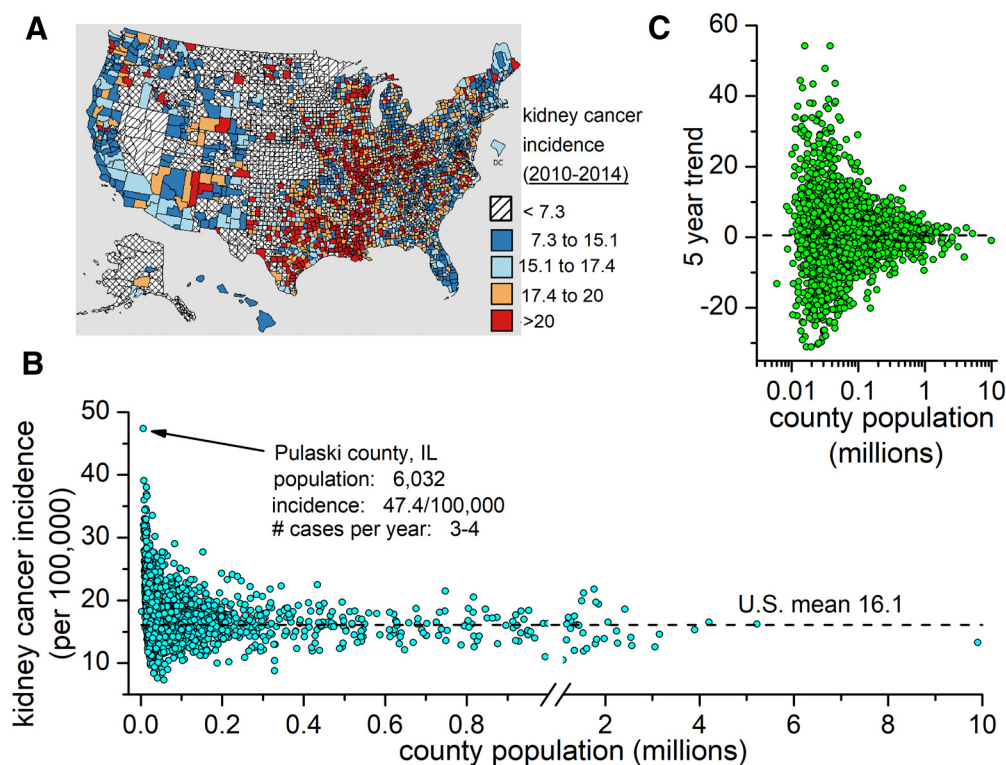 A
kidney cancer
incidence
(2010-2014)
DC
< 7.3
7.3 to 15.1
15.1 to 17.4
17.4 to 20
>20
C
60
40
20
0
-20
5 year trend
0.01 0.1 1 10
county population
(millions)
B
50
40
30
20
10
kidney cancer incidence
(per 100,000)
Pulaski county, IL
population: 6,032
incidence: 47.4/100,000
# cases per year: 3-4
U.S. mean 16.1
0.0 0.2 0.4 0.6 0.8 2 4 6 8 10
county population (millions)